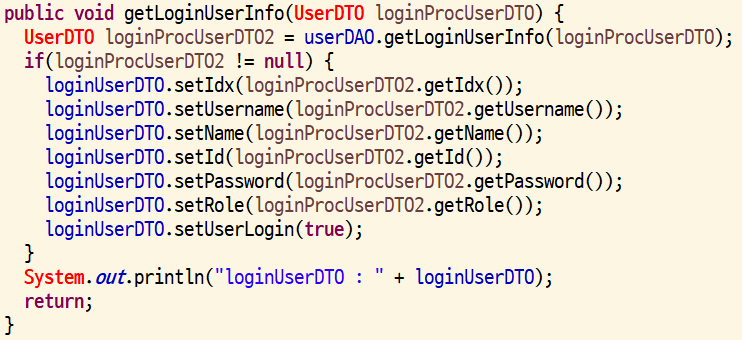 public void getLoginUserInfo(UserDTO loginProcUserDTO) {
  UserDTO loginProcUserDTO2 = userDAO.getLoginUserInfo(loginProcUserDTO);
  if(loginProcUserDTO2 != null) {
    loginUserDTO.setIdx(loginProcUserDTO2.getIdx());
    loginUserDTO.setUsername(loginProcUserDTO2.getUsername());
    loginUserDTO.setName(loginProcUserDTO2.getName());
    loginUserDTO.setId(loginProcUserDTO2.getId());
    loginUserDTO.setPassword(loginProcUserDTO2.getPassword());
    loginUserDTO.setRole(loginProcUserDTO2.getRole());
    loginUserDTO.setUserLogin(true);
  }
  System.out.println("loginUserDTO : " + loginUserDTO);
  return;
}